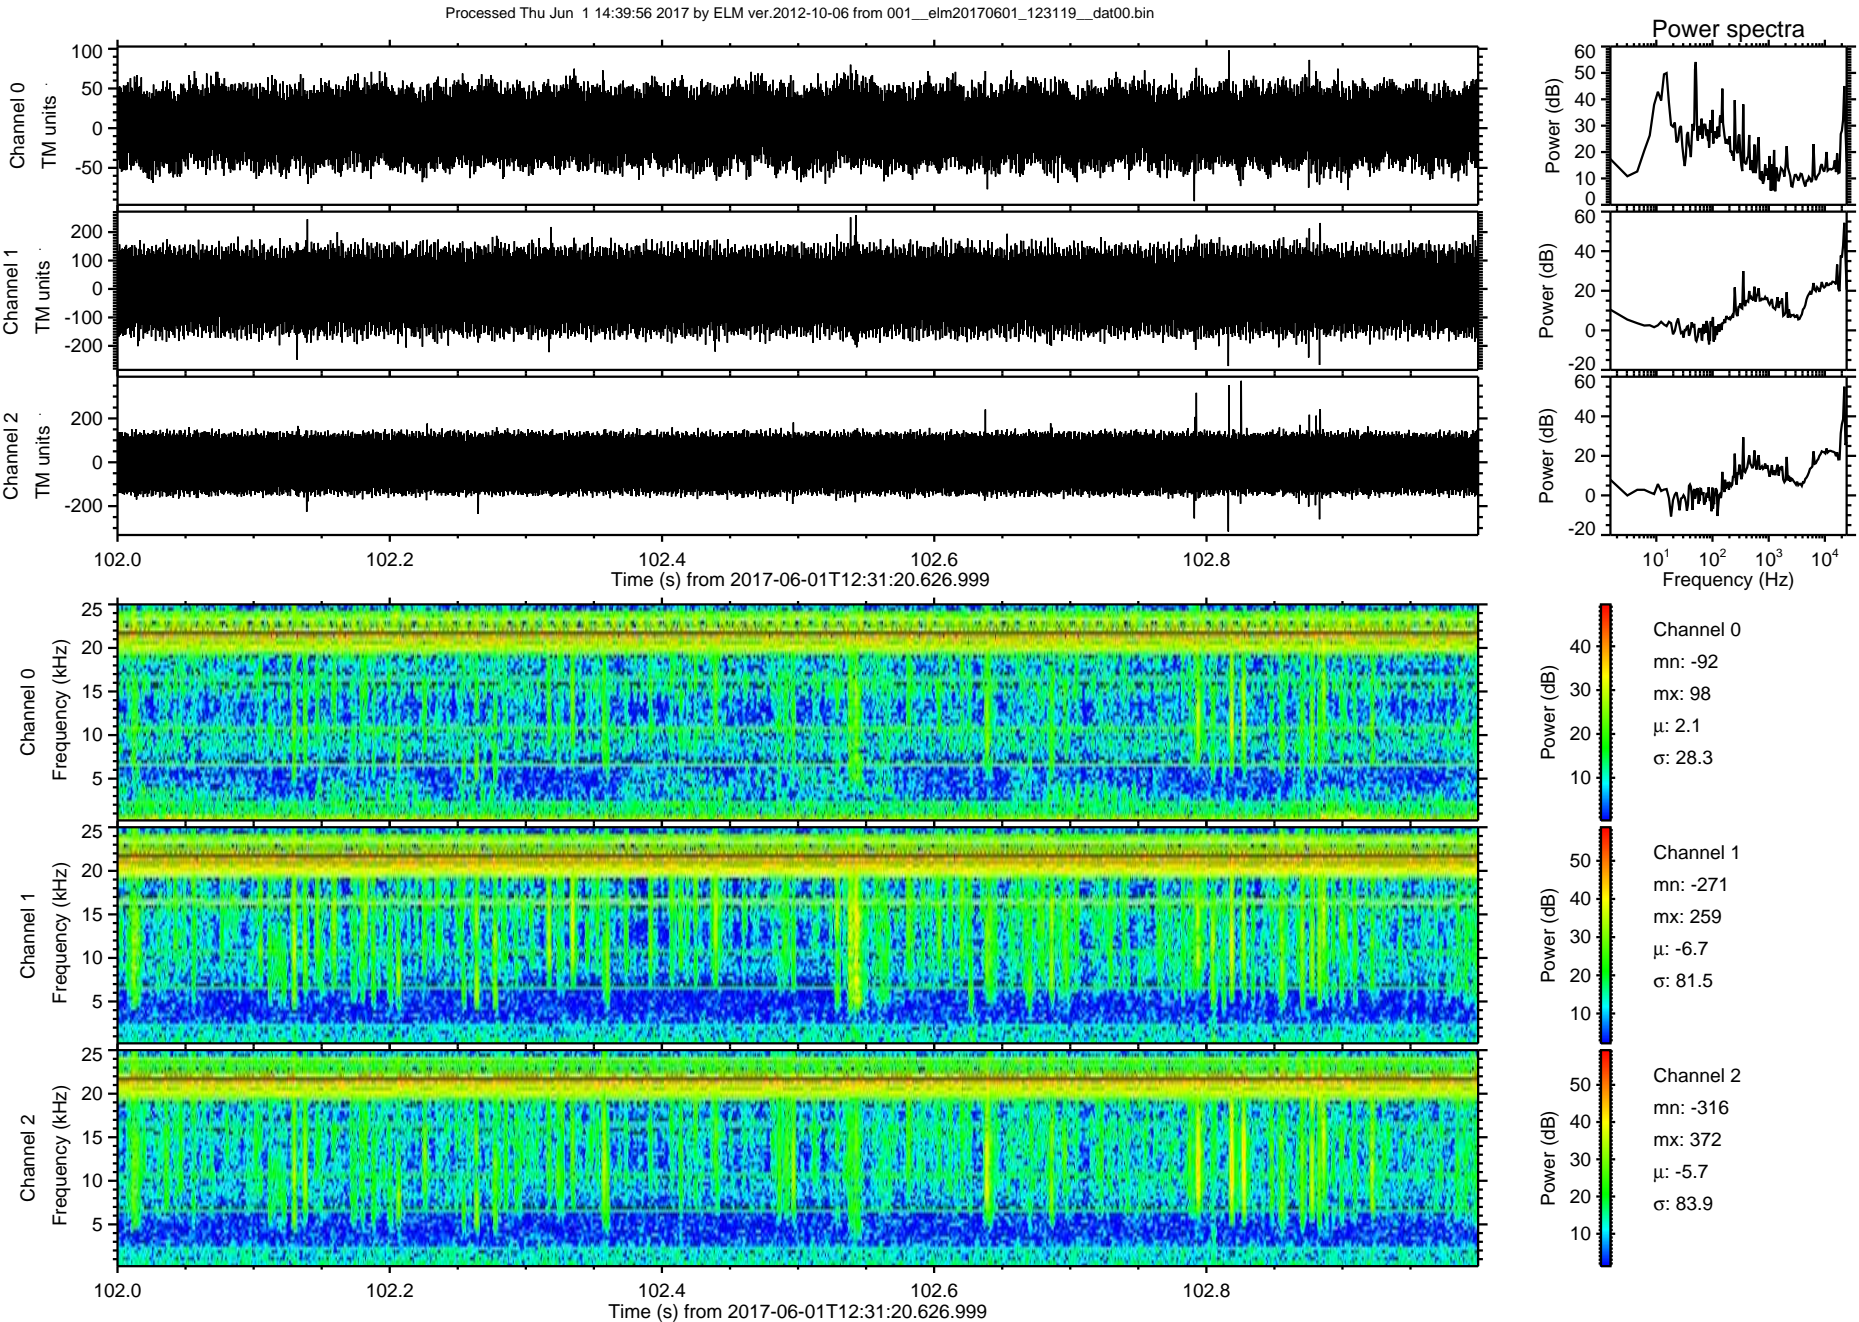 Processed Thu Jun  1 14:39:56 2017 by ELM ver.2012-10-06 from 001__elm20170601_123119__dat00.bin
Power spectra
Channel 0
TM units
100
50
0
-50
Power (dB)
60
50
40
30
20
10
0
Channel 1
TM units
200
100
0
-100
-200
Power (dB)
60
40
20
0
-20
Channel 2
TM units
200
0
-200
Power (dB)
60
40
20
0
-20
102.0 102.2 102.4 102.6 102.8
Time (s) from 2017-06-01T12:31:20.626.999
10^1 10^2 10^3 10^4
Frequency (Hz)
Channel 0
Frequency (kHz)
25
20
15
10
5
Power (dB)
40
30
20
10
Channel 0
mn: -92
mx: 98
μ: 2.1
σ: 28.3
Channel 1
Frequency (kHz)
25
20
15
10
5
Power (dB)
50
40
30
20
10
Channel 1
mn: -271
mx: 259
μ: -6.7
σ: 81.5
Channel 2
Frequency (kHz)
25
20
15
10
5
Power (dB)
50
40
30
20
10
Channel 2
mn: -316
mx: 372
μ: -5.7
σ: 83.9
102.0 102.2 102.4 102.6 102.8
Time (s) from 2017-06-01T12:31:20.626.999